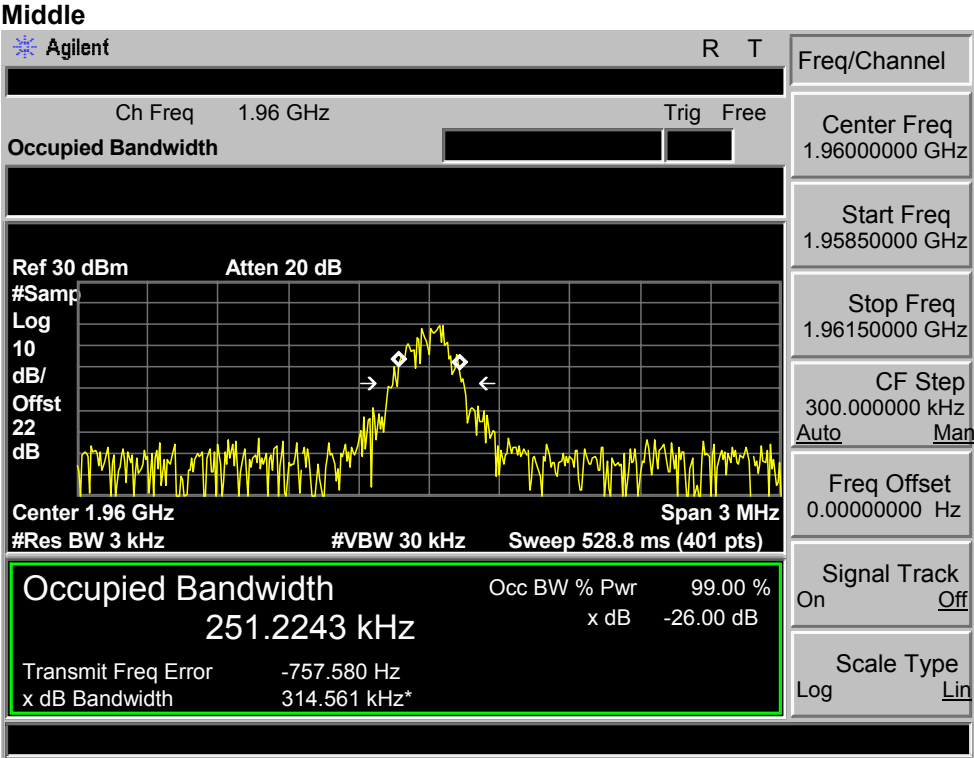 Middle
Agilent R T
Ch Freq 1.96 GHz Trig Free
Occupied Bandwidth
Ref 30 dBm Atten 20 dB
#Samp
Log
10
dB/
Offst
22
dB
Center 1.96 GHz Span 3 MHz
#Res BW 3 kHz #VBW 30 kHz Sweep 528.8 ms (401 pts)
Occupied Bandwidth Occ BW % Pwr 99.00 %
251.2243 kHz x dB -26.00 dB
Transmit Freq Error -757.580 Hz
x dB Bandwidth 314.561 kHz*
Freq/Channel
Center Freq
1.96000000 GHz
Start Freq
1.95850000 GHz
Stop Freq
1.96150000 GHz
CF Step
300.000000 kHz
Auto Man
Freq Offset
0.00000000 Hz
Signal Track
On Off
Scale Type
Log Lin